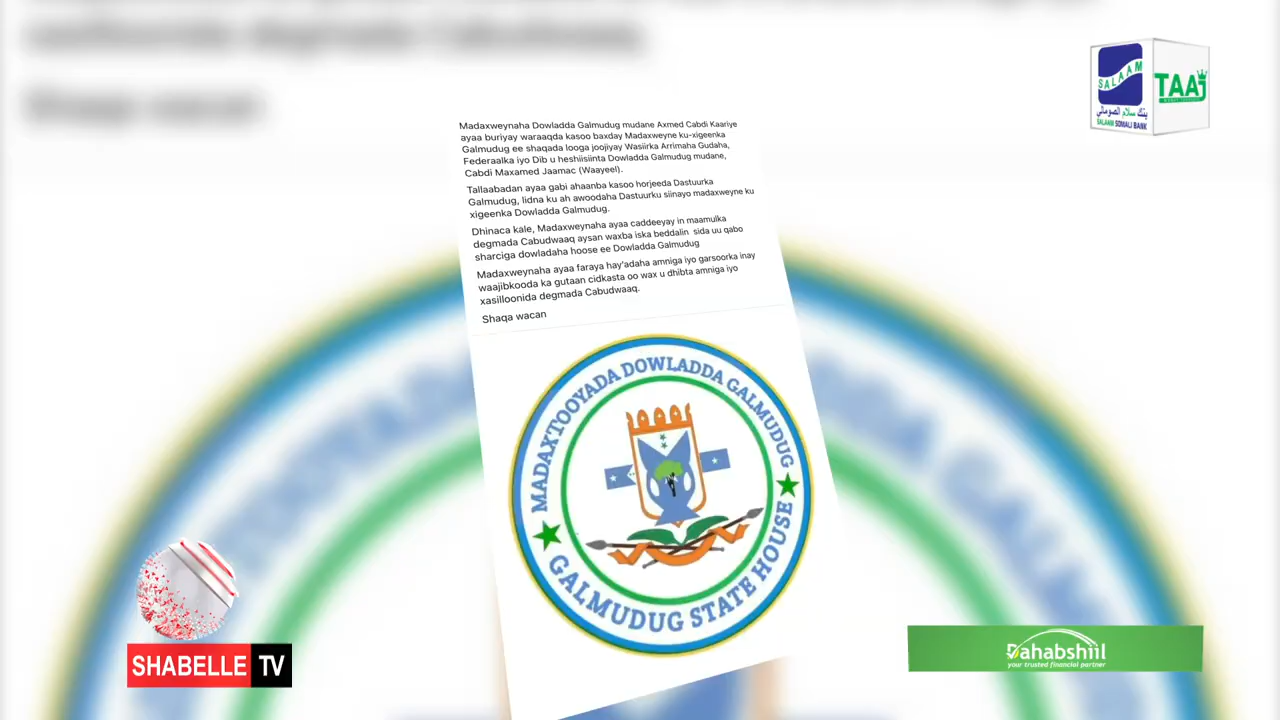 Madaxweynaha Dowladda Galmudug mudane Axmed Cabdi Kaariye
ayaa buriyay waraaqda kasoo baxday Madaxweyne ku-xigeenka
Galmudug ee shaqada looga joojiyay Wasiirka Arrimaha Gudaha,
Federaalka iyo Dib u heshiisiinta Dowladda Galmudug mudane,
Cabdi Maxamed Jaamac (Waayeel).
Tallaabadan ayaa gabi ahaanba kasoo horjeeda Dastuurka
Galmudug, lidna ku ah awoodaha Dastuurku siinayo madaxweyne ku
xigeenka Dowladda Galmudug.
Dhinaca kale, Madaxweynaha ayaa caddeeyay in maamulka
degmada Cabudwaaq aysan waxba iska beddalin sida uu qabo
sharciga dowladaha hoose ee Dowladda Galmudug
Madaxweynaha ayaa faraya hay'adaha amniga iyo garsoorka inay
waajibkooda ka gutaan cidkasta oo wax u dhibta amniga iyo
xasilloonida degmada Cabudwaaq.
Shaqa wacan
MADAXTOOYADA DOWLADDA GALMUDUG
GALMUDUG STATE HOUSE
SALAAM
بنك سلام الصومالي
SALAAM SOMALI BANK
TAAJ
SHABELLE TV
Dahabshiil
your trusted financial partner